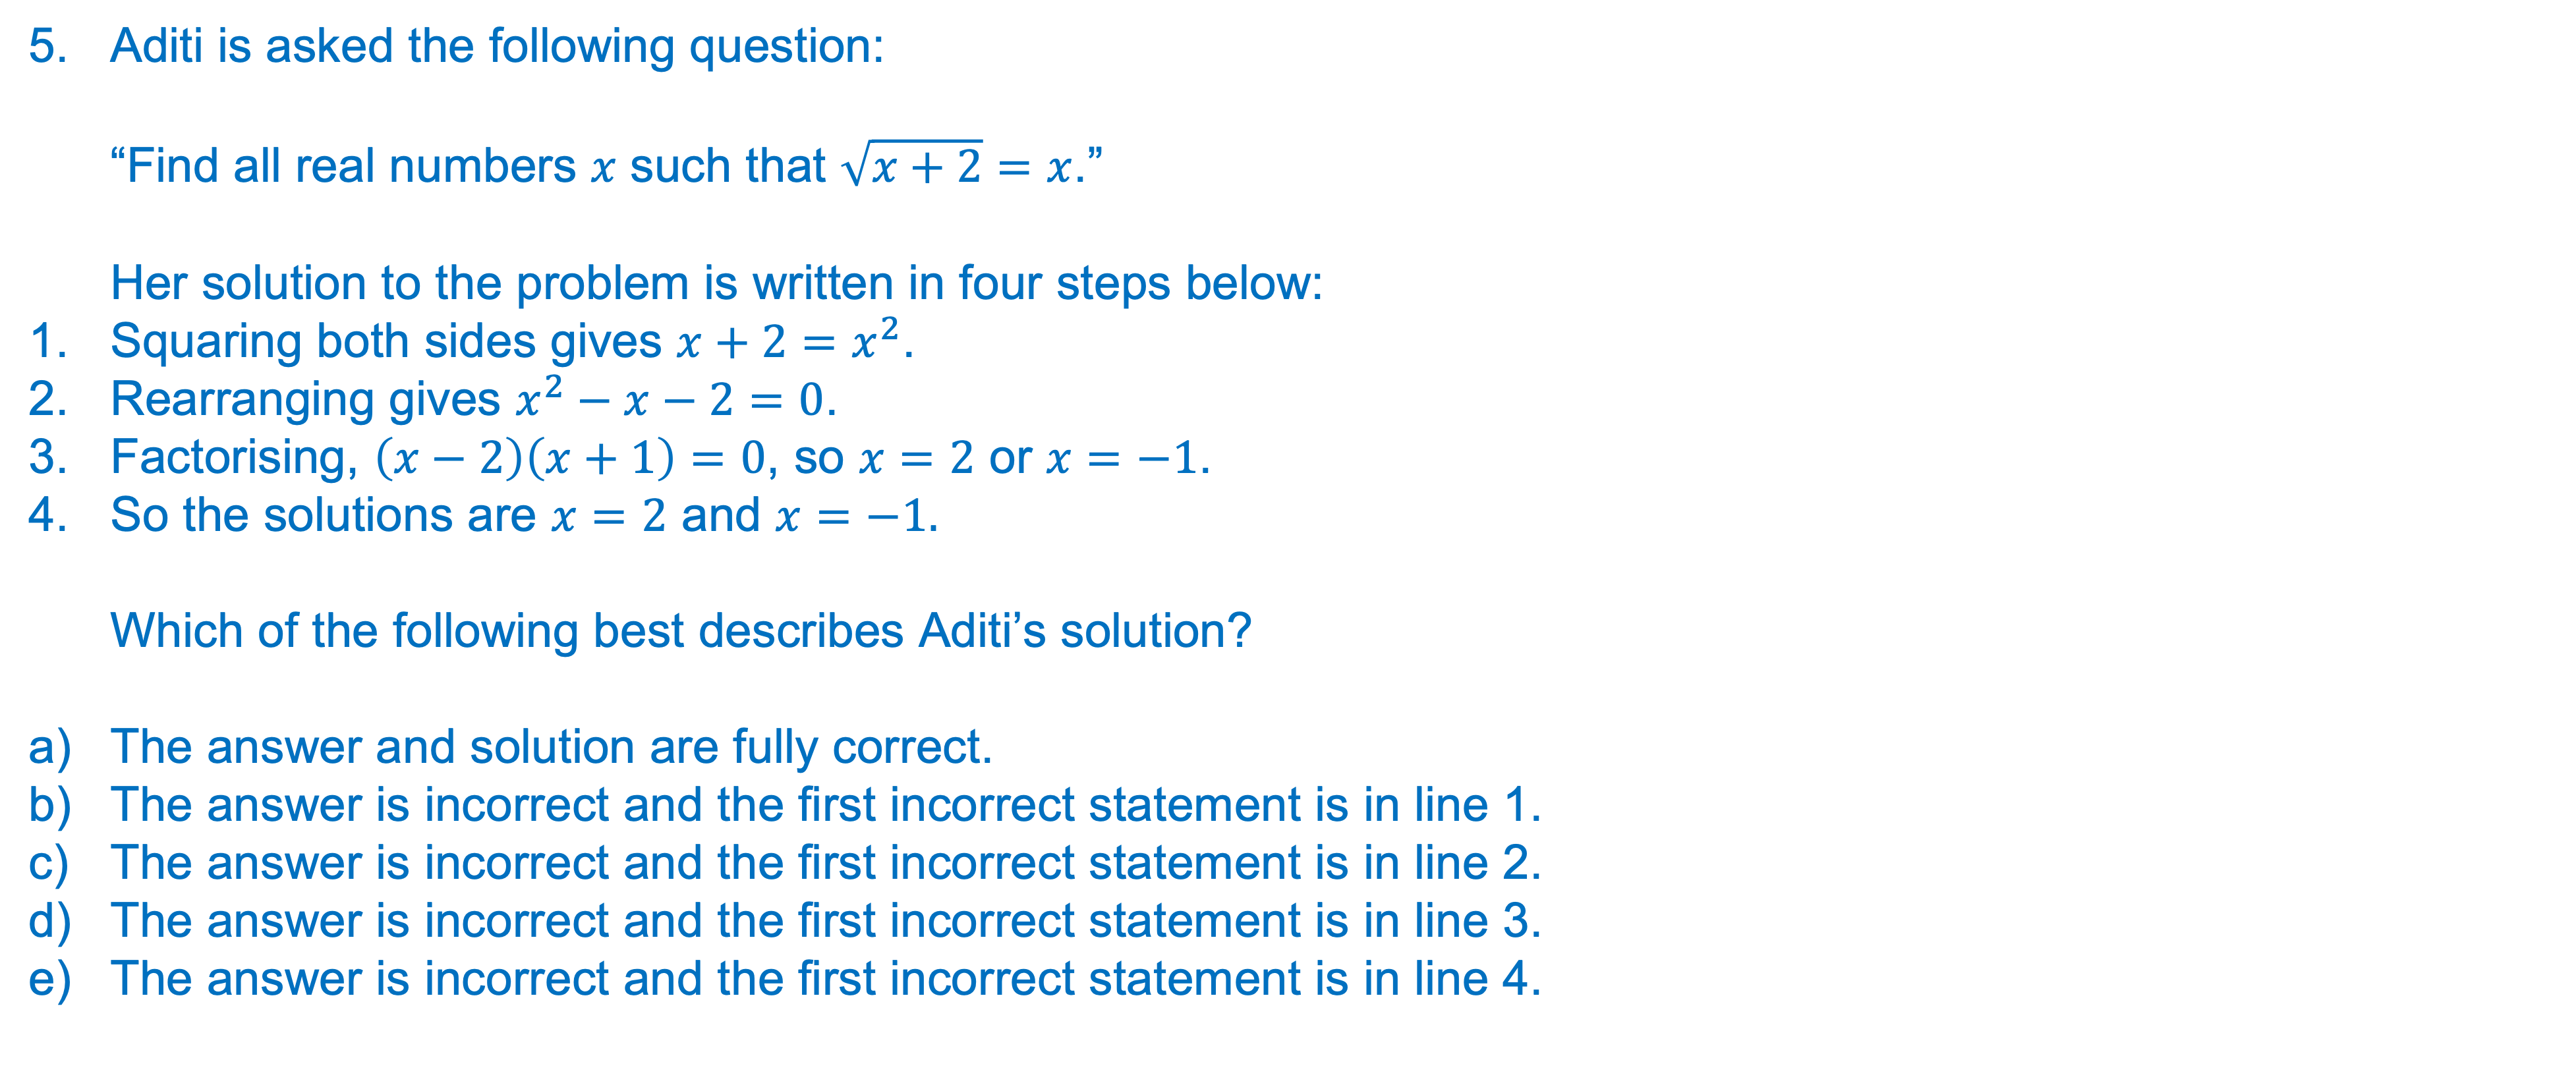 5. Aditi is asked the following question:
“Find all real numbers x such that √(x + 2) = x.”
Her solution to the problem is written in four steps below:
1. Squaring both sides gives x + 2 = x².
2. Rearranging gives x² − x − 2 = 0.
3. Factorising, (x − 2)(x + 1) = 0, so x = 2 or x = −1.
4. So the solutions are x = 2 and x = −1.
Which of the following best describes Aditi’s solution?
a) The answer and solution are fully correct.
b) The answer is incorrect and the first incorrect statement is in line 1.
c) The answer is incorrect and the first incorrect statement is in line 2.
d) The answer is incorrect and the first incorrect statement is in line 3.
e) The answer is incorrect and the first incorrect statement is in line 4.